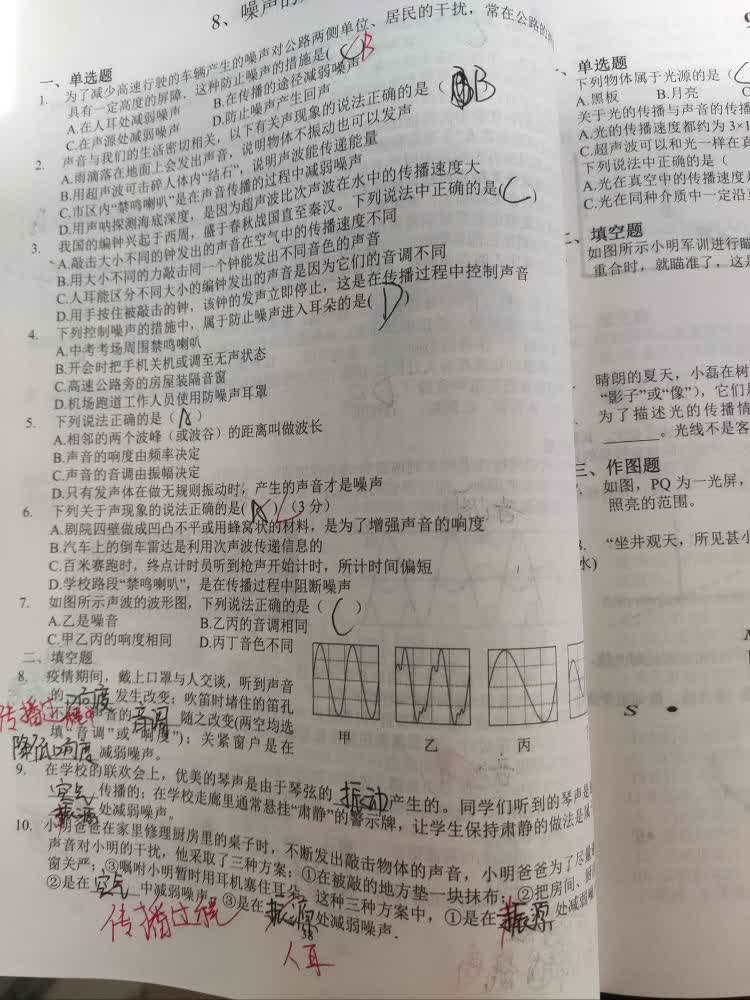 8、噪声的
一、单选题
1. 为了减少高速行驶的车辆产生的噪声对公路两侧单位、居民的干扰,常在公路的
具有一定高度的屏障.这种防止噪声的措施是( B
A.在人耳处减弱噪声 B.在传播的途径减弱噪声
C.在声源处减弱噪声 D.防止噪声产生回声
2. 声音与我们的生活密切相关,以下有关声现象的说法正确的是( B
A.雨滴落在地面上会发出声音,说明物体不振动也可以发声
B.用超声波可击碎人体内“结石”,说明声波能传递能量
C.市区内“禁鸣喇叭”是在声音传播的过程中减弱噪声
D.用声呐探测海底深度,是因为超声波比次声波在水中的传播速度大
3. 我国的编钟兴起于西周,盛于春秋战国直至秦汉。下列说法中正确的是( C )
A.敲击大小不同的钟发出的声音在空气中的传播速度不同
B.用大小不同的力敲击同一个钟能发出不同音色的声音
C.人耳能区分不同大小的编钟发出的声音是因为它们的音调不同
D.用手按住被敲击的钟,该钟的发声立即停止,这是在传播过程中控制声音
4. 下列控制噪声的措施中,属于防止噪声进入耳朵的是( D )
A.中考考场周围禁鸣喇叭
B.开会时把手机关机或调至无声状态
C.高速公路旁的房屋装隔音窗
D.机场跑道工作人员使用防噪声耳罩
5. 下列说法正确的是( A )
A.相邻的两个波峰(或波谷)的距离叫做波长
B.声音的响度由频率决定
C.声音的音调由振幅决定
D.只有发声体在做无规则振动时,产生的声音才是噪声
6. 下列关于声现象的说法正确的是( )(3分)
A.剧院四壁做成凹凸不平或用蜂窝状的材料,是为了增强声音的响度
B.汽车上的倒车雷达是利用次声波传递信息的
C.百米赛跑时,终点计时员听到枪声开始计时,所计时间偏短
D.学校路段“禁鸣喇叭”,是在传播过程中阻断噪声
7. 如图所示声波的波形图,下列说法正确的是( C )
A.乙是噪音 B.乙丙的音调相同
C.甲乙丙的响度相同 D.丙丁音色不同
甲 乙 丙
二、填空题
8. 疫情期间,戴上口罩与人交谈,听到声音
的 响度 发生改变;吹笛时堵住的笛孔
传播过程中 声音的 音调 随之改变(两空均选
填“音调”或“响度”);关紧窗户是在
降低响度 减弱噪声。
9. 在学校的联欢会上,优美的琴声是由于琴弦的 振动 产生的。同学们听到的琴声是
空气 传播的;在学校走廊里通常悬挂“肃静”的警示牌,让学生保持肃静的做法是
振源 处减弱噪声。
10. 小明爸爸在家里修理厨房里的桌子时,不断发出敲击物体的声音,小明爸爸为了尽
声音对小明的干扰,他采取了三种方案:①在被敲的地方垫一块抹布;②把房间、厨
窗关严;③嘱咐小明暂时用耳机塞住耳朵。这种三种方案中,①是在 振源 处减弱噪
②是在 空气 中减弱噪声,③是在 振源 处减弱噪声.
传播过程
38
人耳
、单选题
下列物体属于光源的是( C
A.黑板 B.月亮
关于光的传播与声音的传播
A.光的传播速度都约为3×1
C.超声波可以和光一样在真
下列说法中正确的是(
A.光在真空中的传播速度
C.光在同种介质中一定沿
二、填空题
如图所示小明军训进行瞄
重合时,就瞄准了,这是
晴朗的夏天,小磊在树
“影子”或“像”),它们
为了描述光的传播情
。光线不是客
三、作图题
如图,PQ 为一光屏,
照亮的范围。
“坐井观天,所见甚小
水)
S